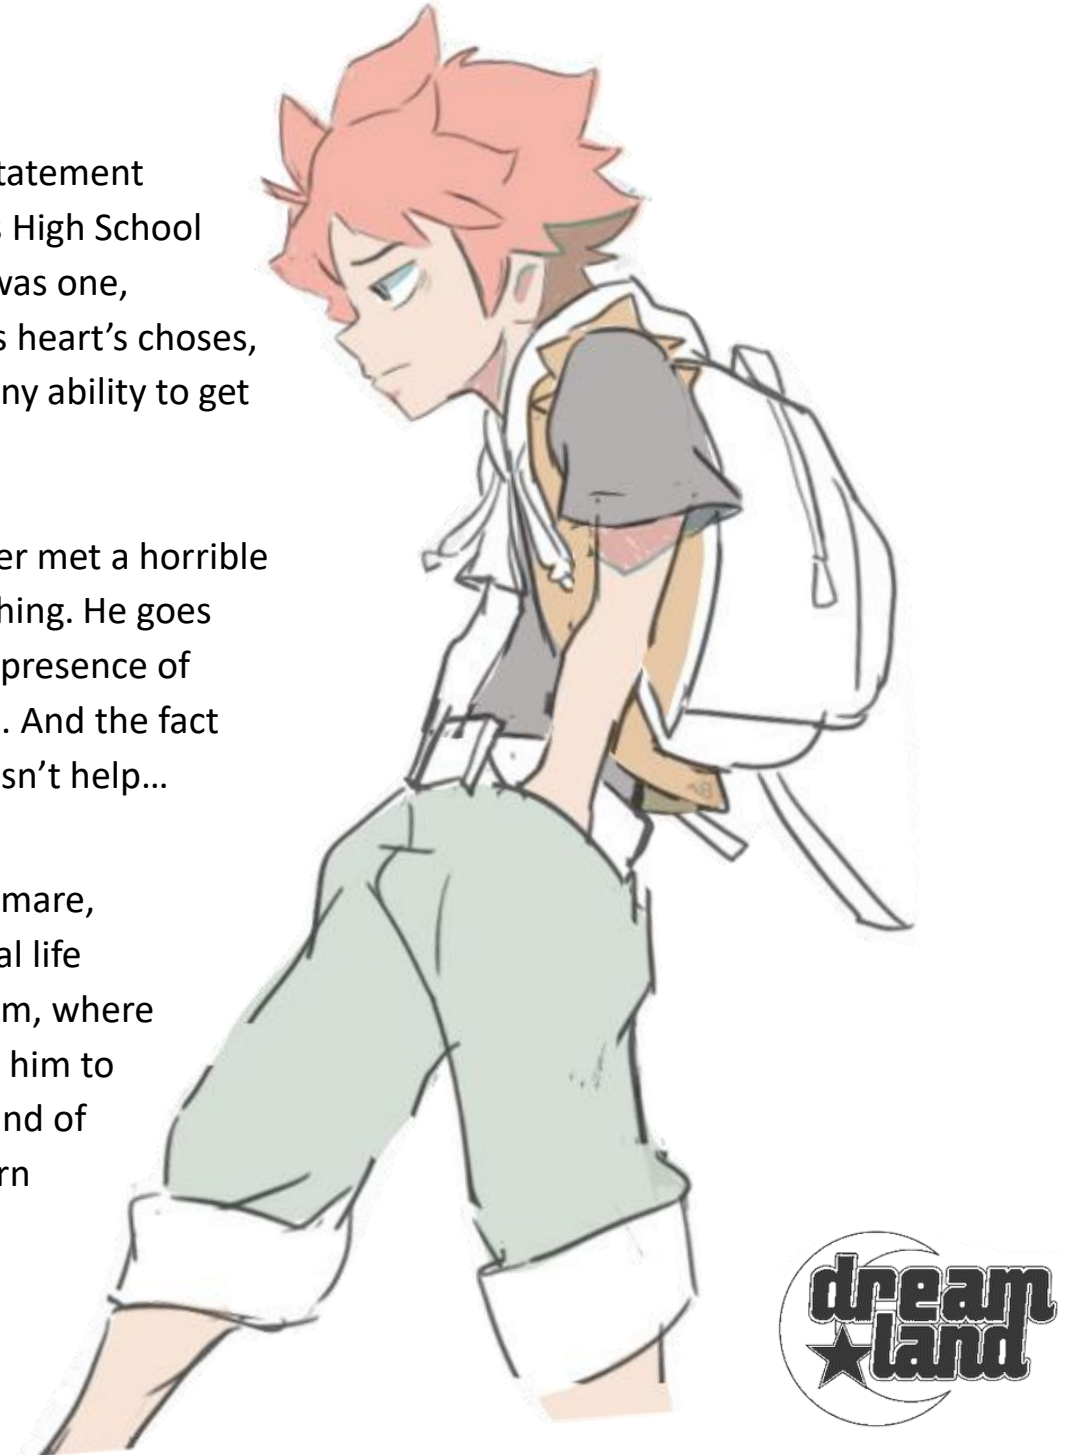 tatement
High School
was one,
s heart's choses,
ny ability to get
er met a horrible
hing. He goes
presence of
. And the fact
sn't help...
mare,
al life
m, where
him to
nd of
rn
dream
land